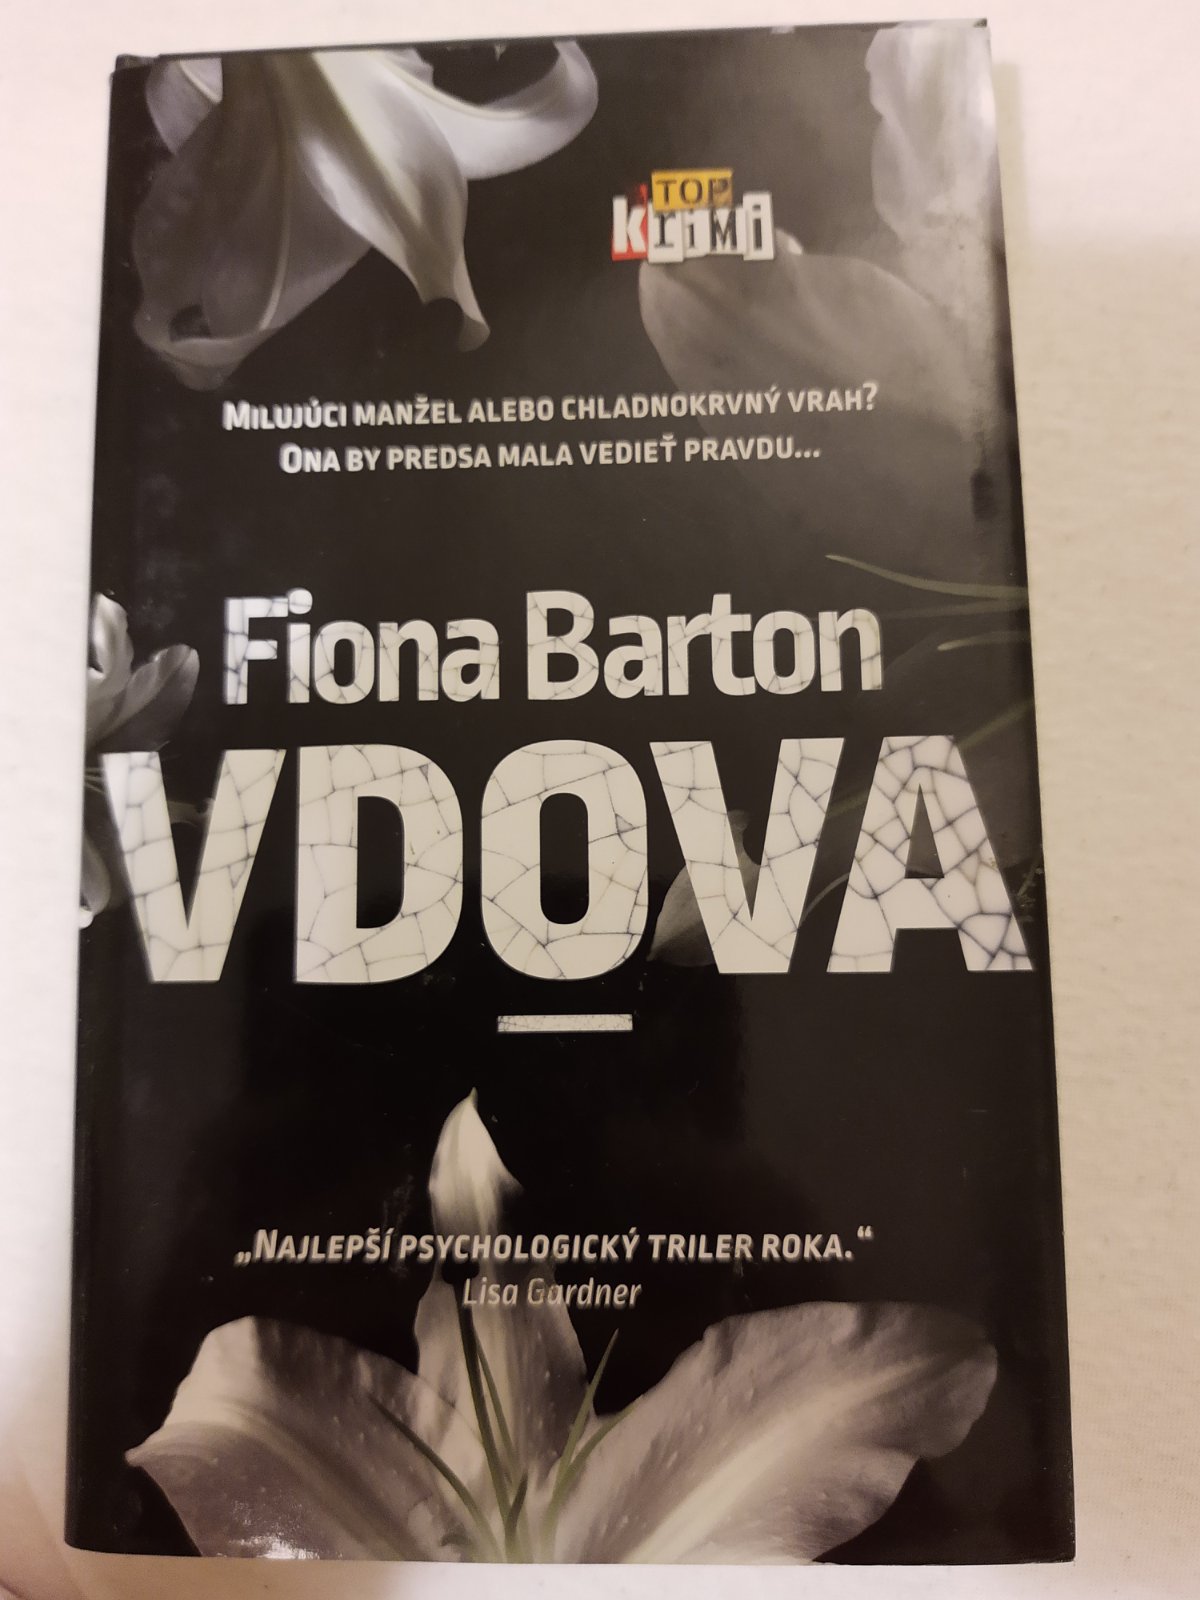 TOP
KRiMi
MILUJÚCI MANŽEL ALEBO CHLADNOKRVNÝ VRAH?
ONA BY PREDSA MALA VEDIEŤ PRAVDU...
Fiona Barton
VDOVA
„NAJLEPŠÍ PSYCHOLOGICKÝ TRILER ROKA.“
Lisa Gardner